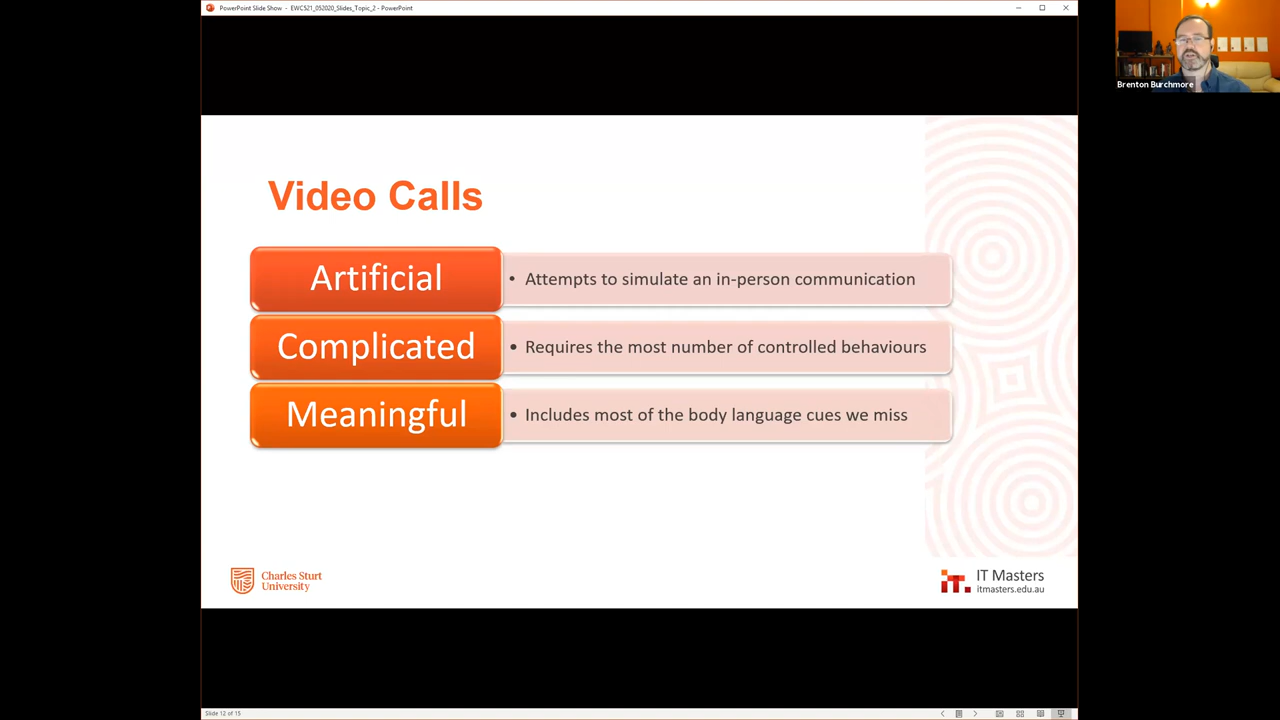 PowerPoint Slide Show - EWC521_052020_Slides_Topic_2 - PowerPoint
Brenton Burchmore
Video Calls
Artificial
• Attempts to simulate an in-person communication
Complicated
• Requires the most number of controlled behaviours
Meaningful
• Includes most of the body language cues we miss
Charles Sturt
University
IT Masters
itmasters.edu.au
Slide 12 of 15